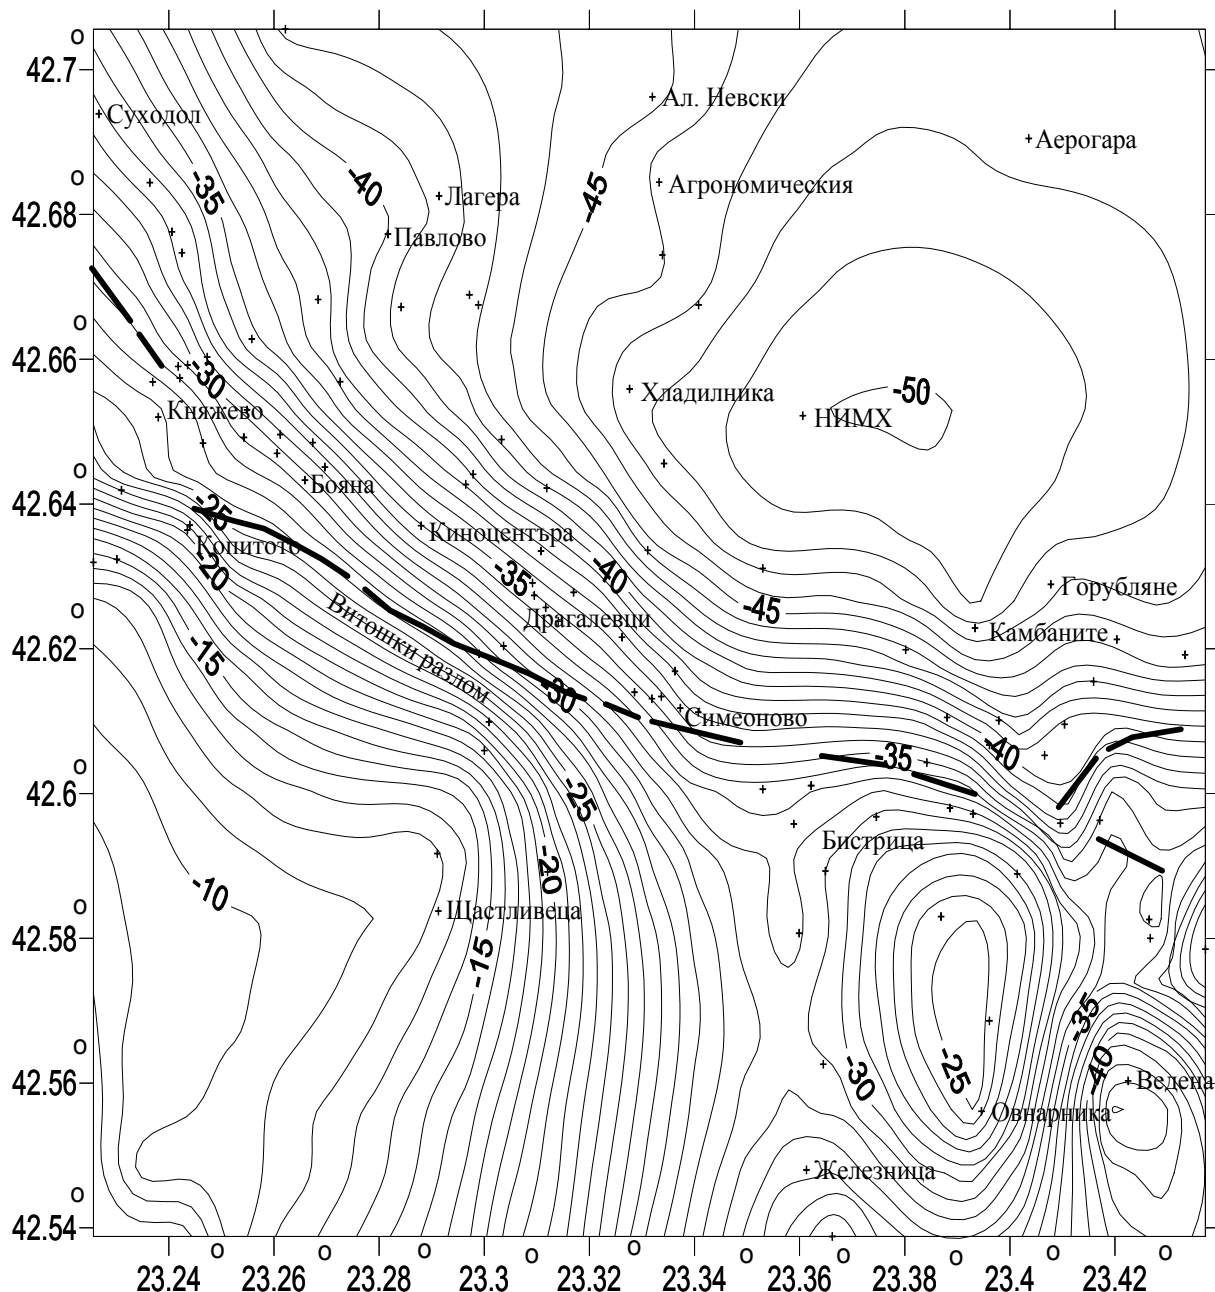 42.7
Ал. Невски
Суходол
Аерогара
-40
-35
Лагера
-45
Агрономическия
42.68
Павлово
42.66
-30
Хладилника
-50
Княжево
НИМХ
Бояна
42.64
-25
Киноцентъра
Копитото
-20
-35
-40
Горубляне
Витошки разлом
-45
Драгалевци
Камбаните
42.62
-15
-30
Симеоново
-40
-35
42.6
-25
Бистрица
-20
-10
Щастливеца
42.58
-15
-35
42.56
-30
-25
-40
Ведена
Овнарника
Железница
42.54
23.24 23.26 23.28 23.3 23.32 23.34 23.36 23.38 23.4 23.42